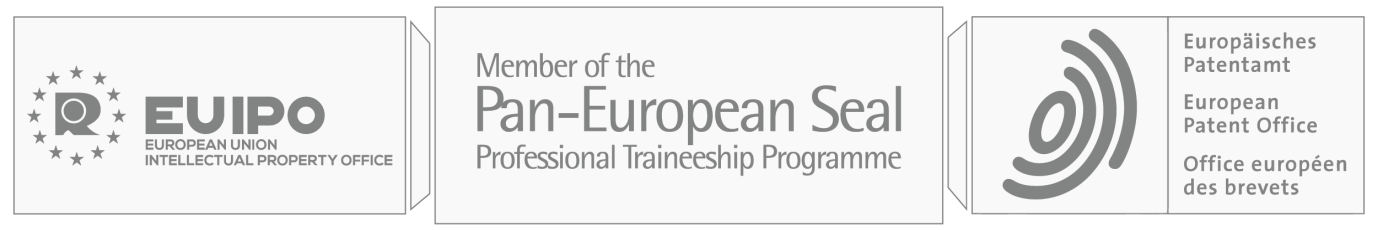 EUIPO
EUROPEAN UNION
INTELLECTUAL PROPERTY OFFICE
Member of the
Pan-European Seal
Professional Traineeship Programme
Europäisches
Patentamt
European
Patent Office
Office européen
des brevets